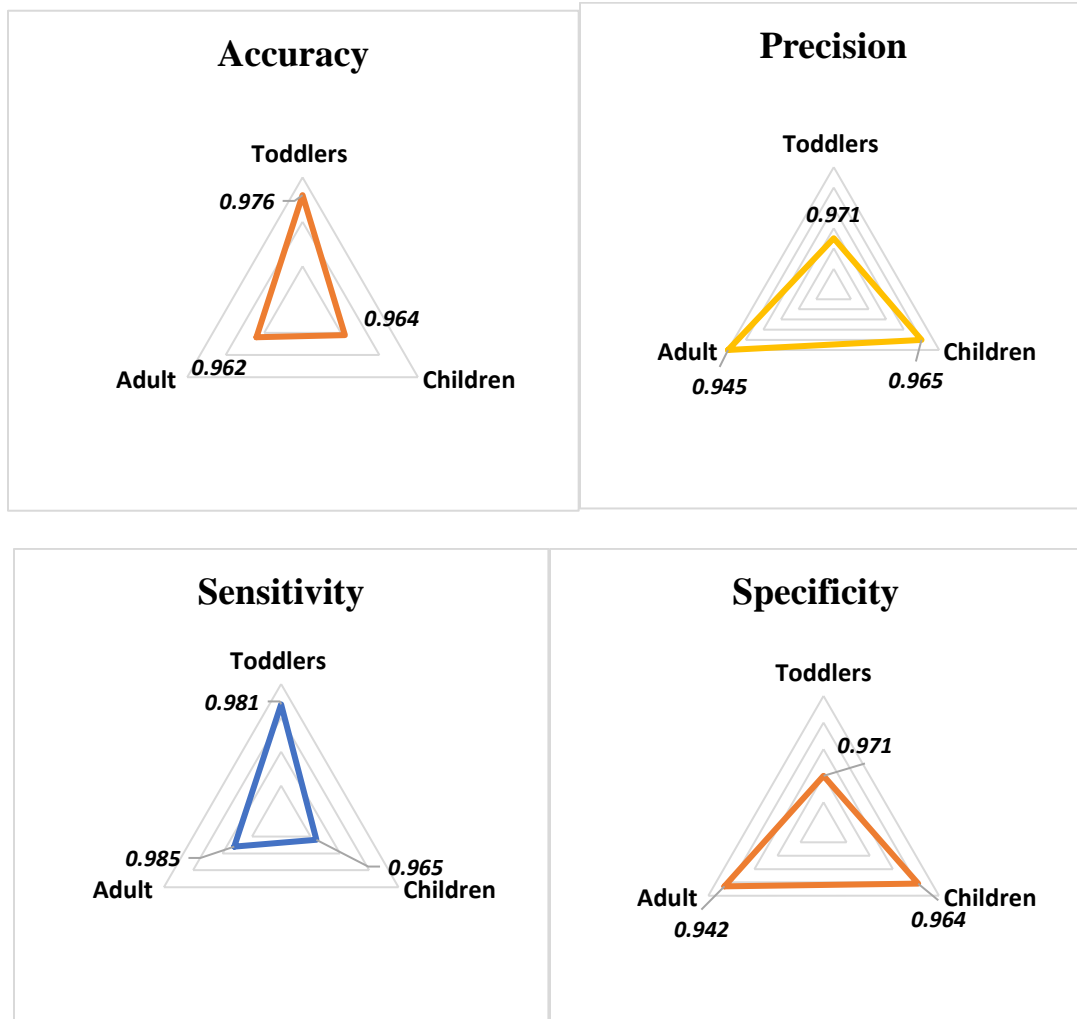 Accuracy
Toddlers
0.976
0.964
0.962
Adult
Children
Precision
Toddlers
0.971
Adult
Children
0.945
0.965
Sensitivity
Toddlers
0.981
0.985
0.965
Adult
Children
Specificity
Toddlers
0.971
Adult
Children
0.942
0.964